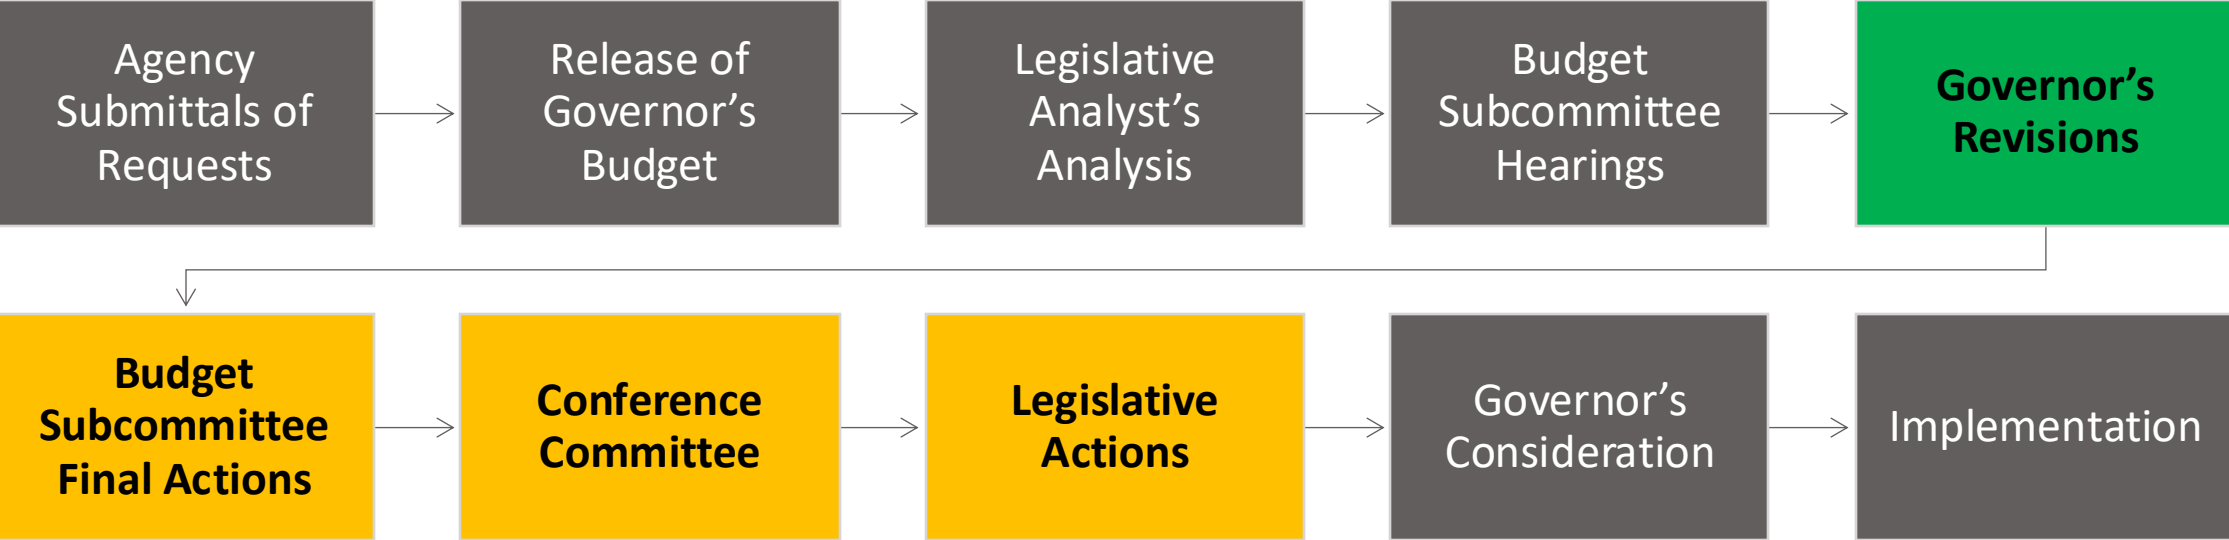 Agency
Submittals of
Requests
Release of
Governor’s
Budget
Legislative
Analyst’s
Analysis
Budget
Subcommittee
Hearings
Governor’s
Revisions
Budget
Subcommittee
Final Actions
Conference
Committee
Legislative
Actions
Governor’s
Consideration
Implementation